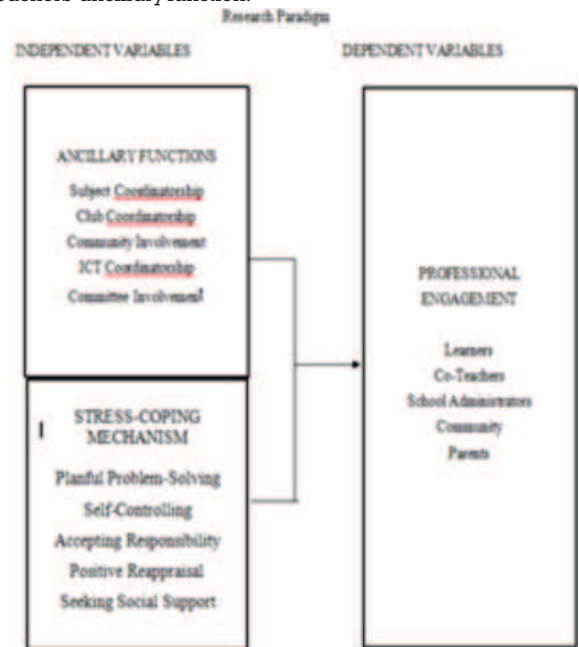 ancillary function.
Research Paradigm
INDEPENDENT VARIABLES
DEPENDENT VARIABLES
ANCILLARY FUNCTIONS
Subject Coordinatorship
Club Coordinatorship
Community Involvement
ICT Coordinatorship
Committee Involvement
STRESS-COPING
MECHANISM
Planful Problem-Solving
Self-Controlling
Accepting Responsibility
Positive Reappraisal
Seeking Social Support
PROFESSIONAL
ENGAGEMENT
Learners
Co-Teachers
School Administrators
Community
Parents